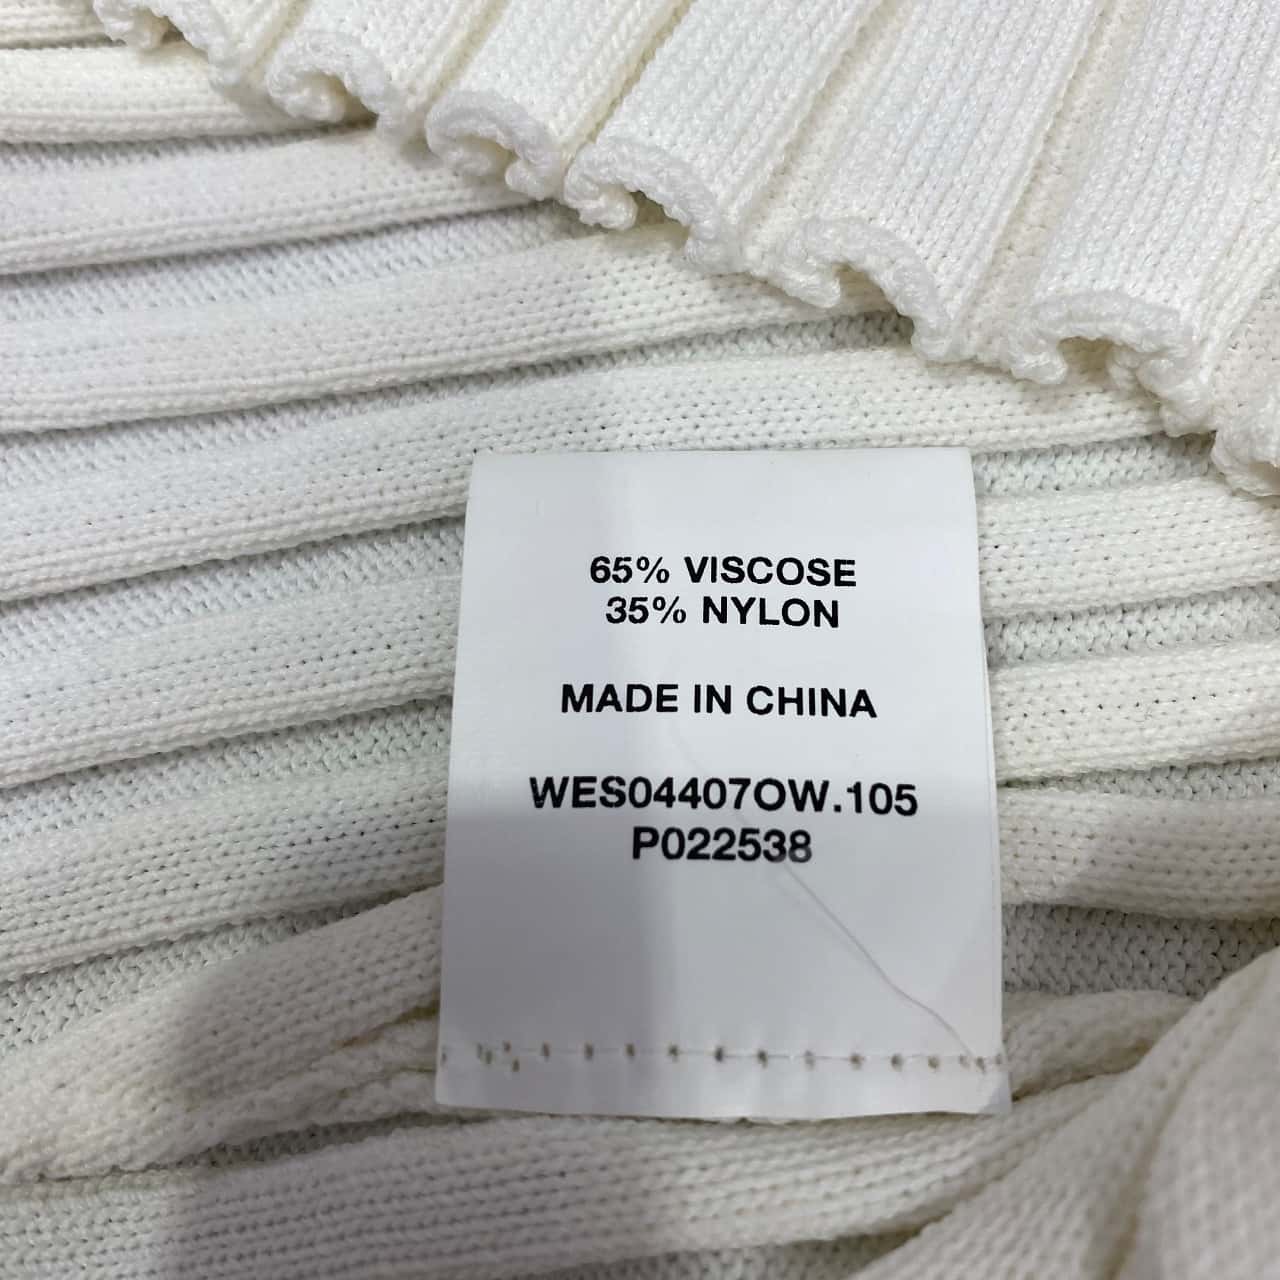 65% VISCOSE
35% NYLON
MADE IN CHINA
WES04407OW.105
P022538